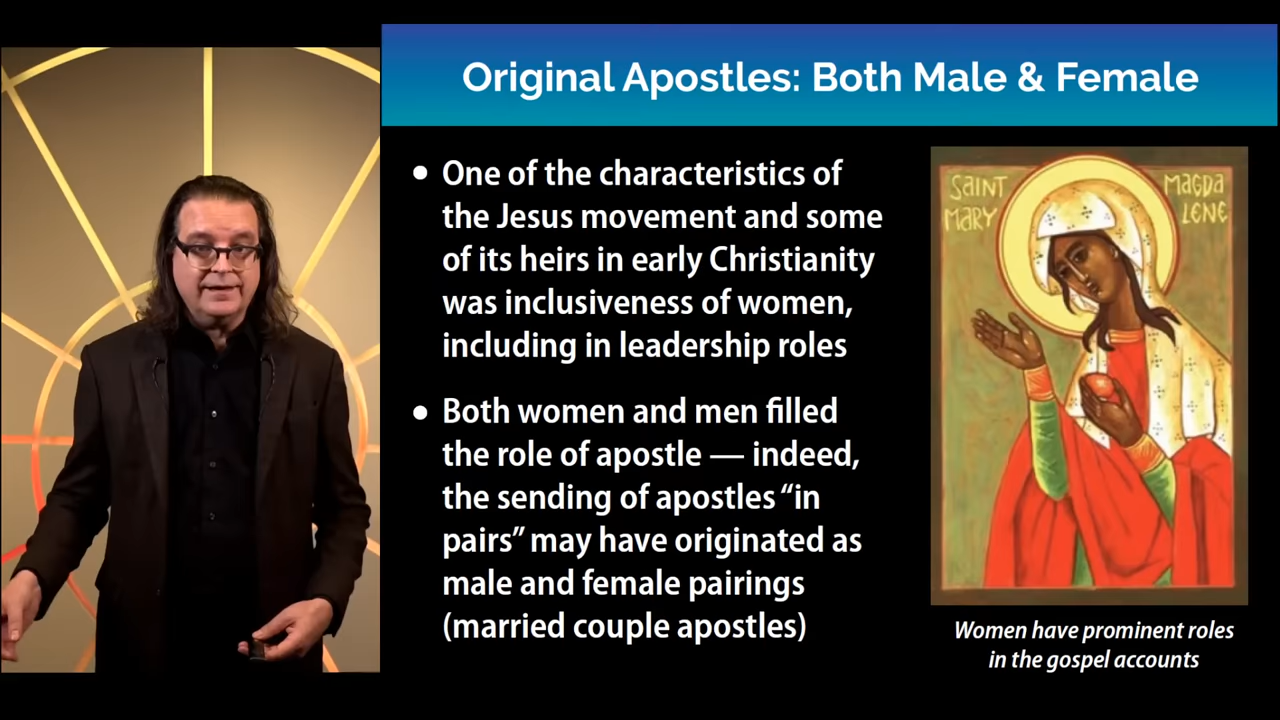 Original Apostles: Both Male & Female
• One of the characteristics of
the Jesus movement and some
of its heirs in early Christianity
was inclusiveness of women,
including in leadership roles
• Both women and men filled
the role of apostle — indeed,
the sending of apostles “in
pairs” may have originated as
male and female pairings
(married couple apostles)
SAINT
MARY
MAGDA
LENE
Women have prominent roles
in the gospel accounts